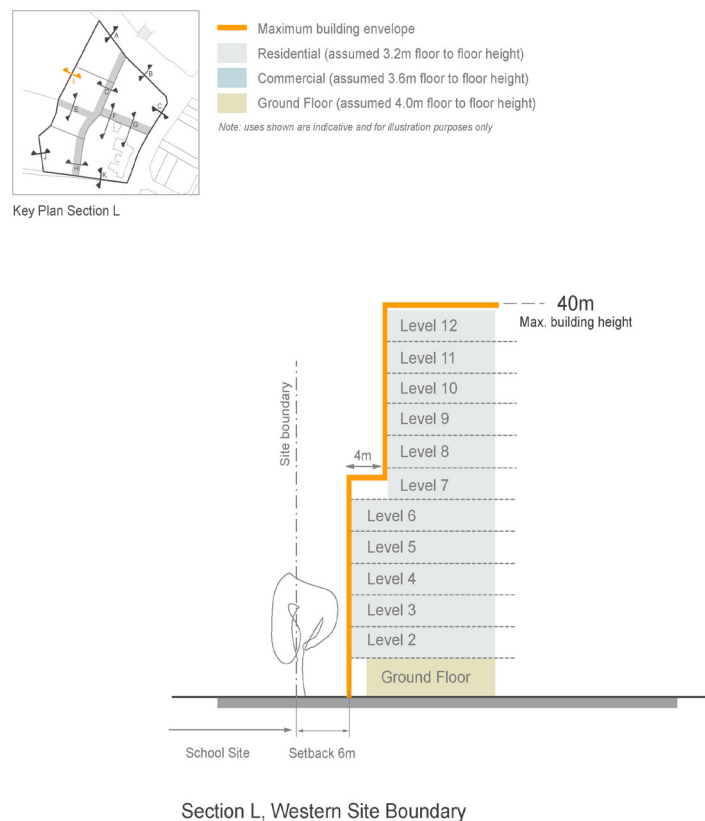 A
B
L
D
C
E
F
G
J
H
K
Key Plan Section L
Maximum building envelope
Residential (assumed 3.2m floor to floor height)
Commercial (assumed 3.6m floor to floor height)
Ground Floor (assumed 4.0m floor to floor height)
Note: uses shown are indicative and for illustration purposes only
40m
Max. building height
Level 12
Level 11
Level 10
Level 9
Level 8
Level 7
Level 6
Level 5
Level 4
Level 3
Level 2
Ground Floor
4m
Site boundary
School Site
Setback 6m
Section L, Western Site Boundary